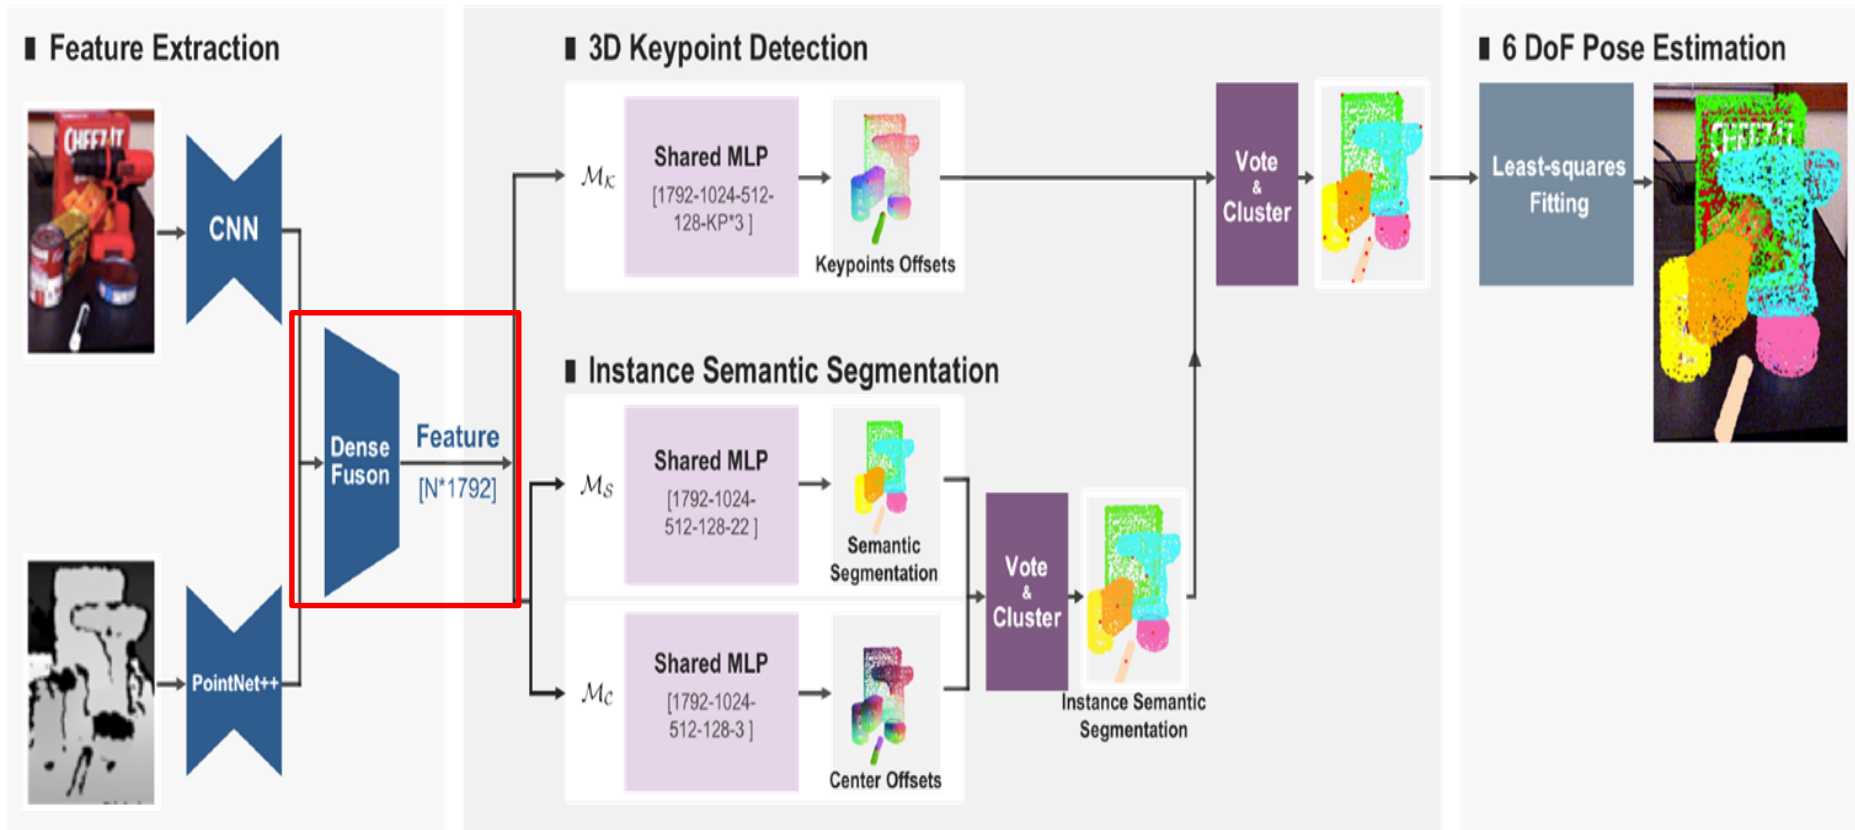 Feature Extraction
CHEEZ-IT
CNN
PointNet++
Dense
Fuson
Feature
[N*1792]
3D Keypoint Detection
M_K
Shared MLP
[1792-1024-512-
128-KP*3 ]
Keypoints Offsets
Instance Semantic Segmentation
M_S
Shared MLP
[1792-1024-
512-128-22 ]
Semantic
Segmentation
M_C
Shared MLP
[1792-1024-
512-128-3 ]
Center Offsets
Vote
&
Cluster
Instance Semantic
Segmentation
Vote
&
Cluster
6 DoF Pose Estimation
Least-squares
Fitting